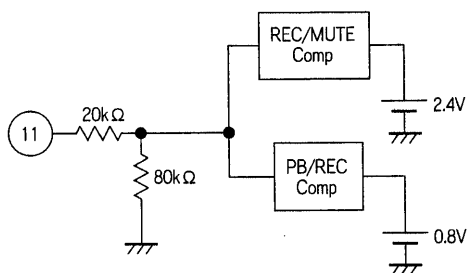 REC/MUTE
Comp
2.4V
20kΩ
11
80kΩ
PB/REC
Comp
0.8V